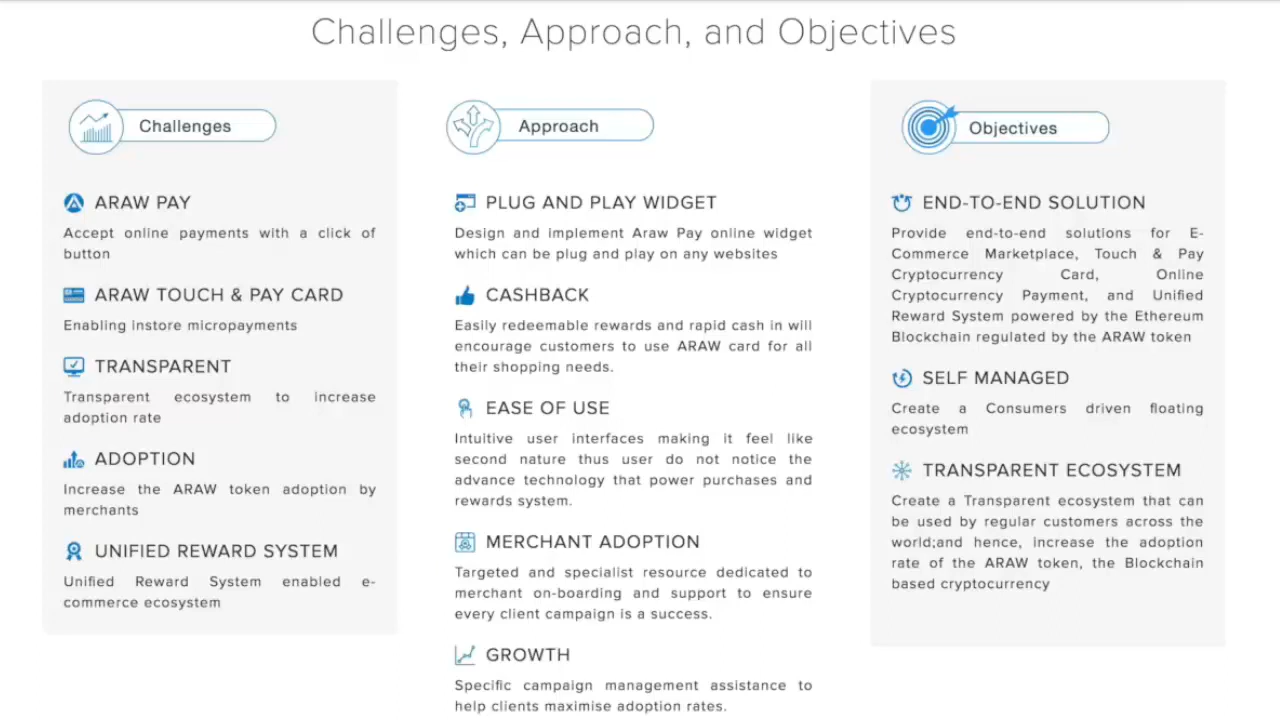 Challenges, Approach, and Objectives
Challenges
ARAW PAY
Accept online payments with a click of
button
ARAW TOUCH & PAY CARD
Enabling instore micropayments
TRANSPARENT
Transparent ecosystem to increase
adoption rate
ADOPTION
Increase the ARAW token adoption by
merchants
UNIFIED REWARD SYSTEM
Unified Reward System enabled e-
commerce ecosystem
Approach
PLUG AND PLAY WIDGET
Design and implement Araw Pay online widget
which can be plug and play on any websites
CASHBACK
Easily redeemable rewards and rapid cash in will
encourage customers to use ARAW card for all
their shopping needs.
EASE OF USE
Intuitive user interfaces making it feel like
second nature thus user do not notice the
advance technology that power purchases and
rewards system.
MERCHANT ADOPTION
Targeted and specialist resource dedicated to
merchant on-boarding and support to ensure
every client campaign is a success.
GROWTH
Specific campaign management assistance to
help clients maximise adoption rates.
Objectives
END-TO-END SOLUTION
Provide end-to-end solutions for E-
Commerce Marketplace, Touch & Pay
Cryptocurrency Card, Online
Cryptocurrency Payment, and Unified
Reward System powered by the Ethereum
Blockchain regulated by the ARAW token
SELF MANAGED
Create a Consumers driven floating
ecosystem
TRANSPARENT ECOSYSTEM
Create a Transparent ecosystem that can
be used by regular customers across the
world;and hence, increase the adoption
rate of the ARAW token, the Blockchain
based cryptocurrency